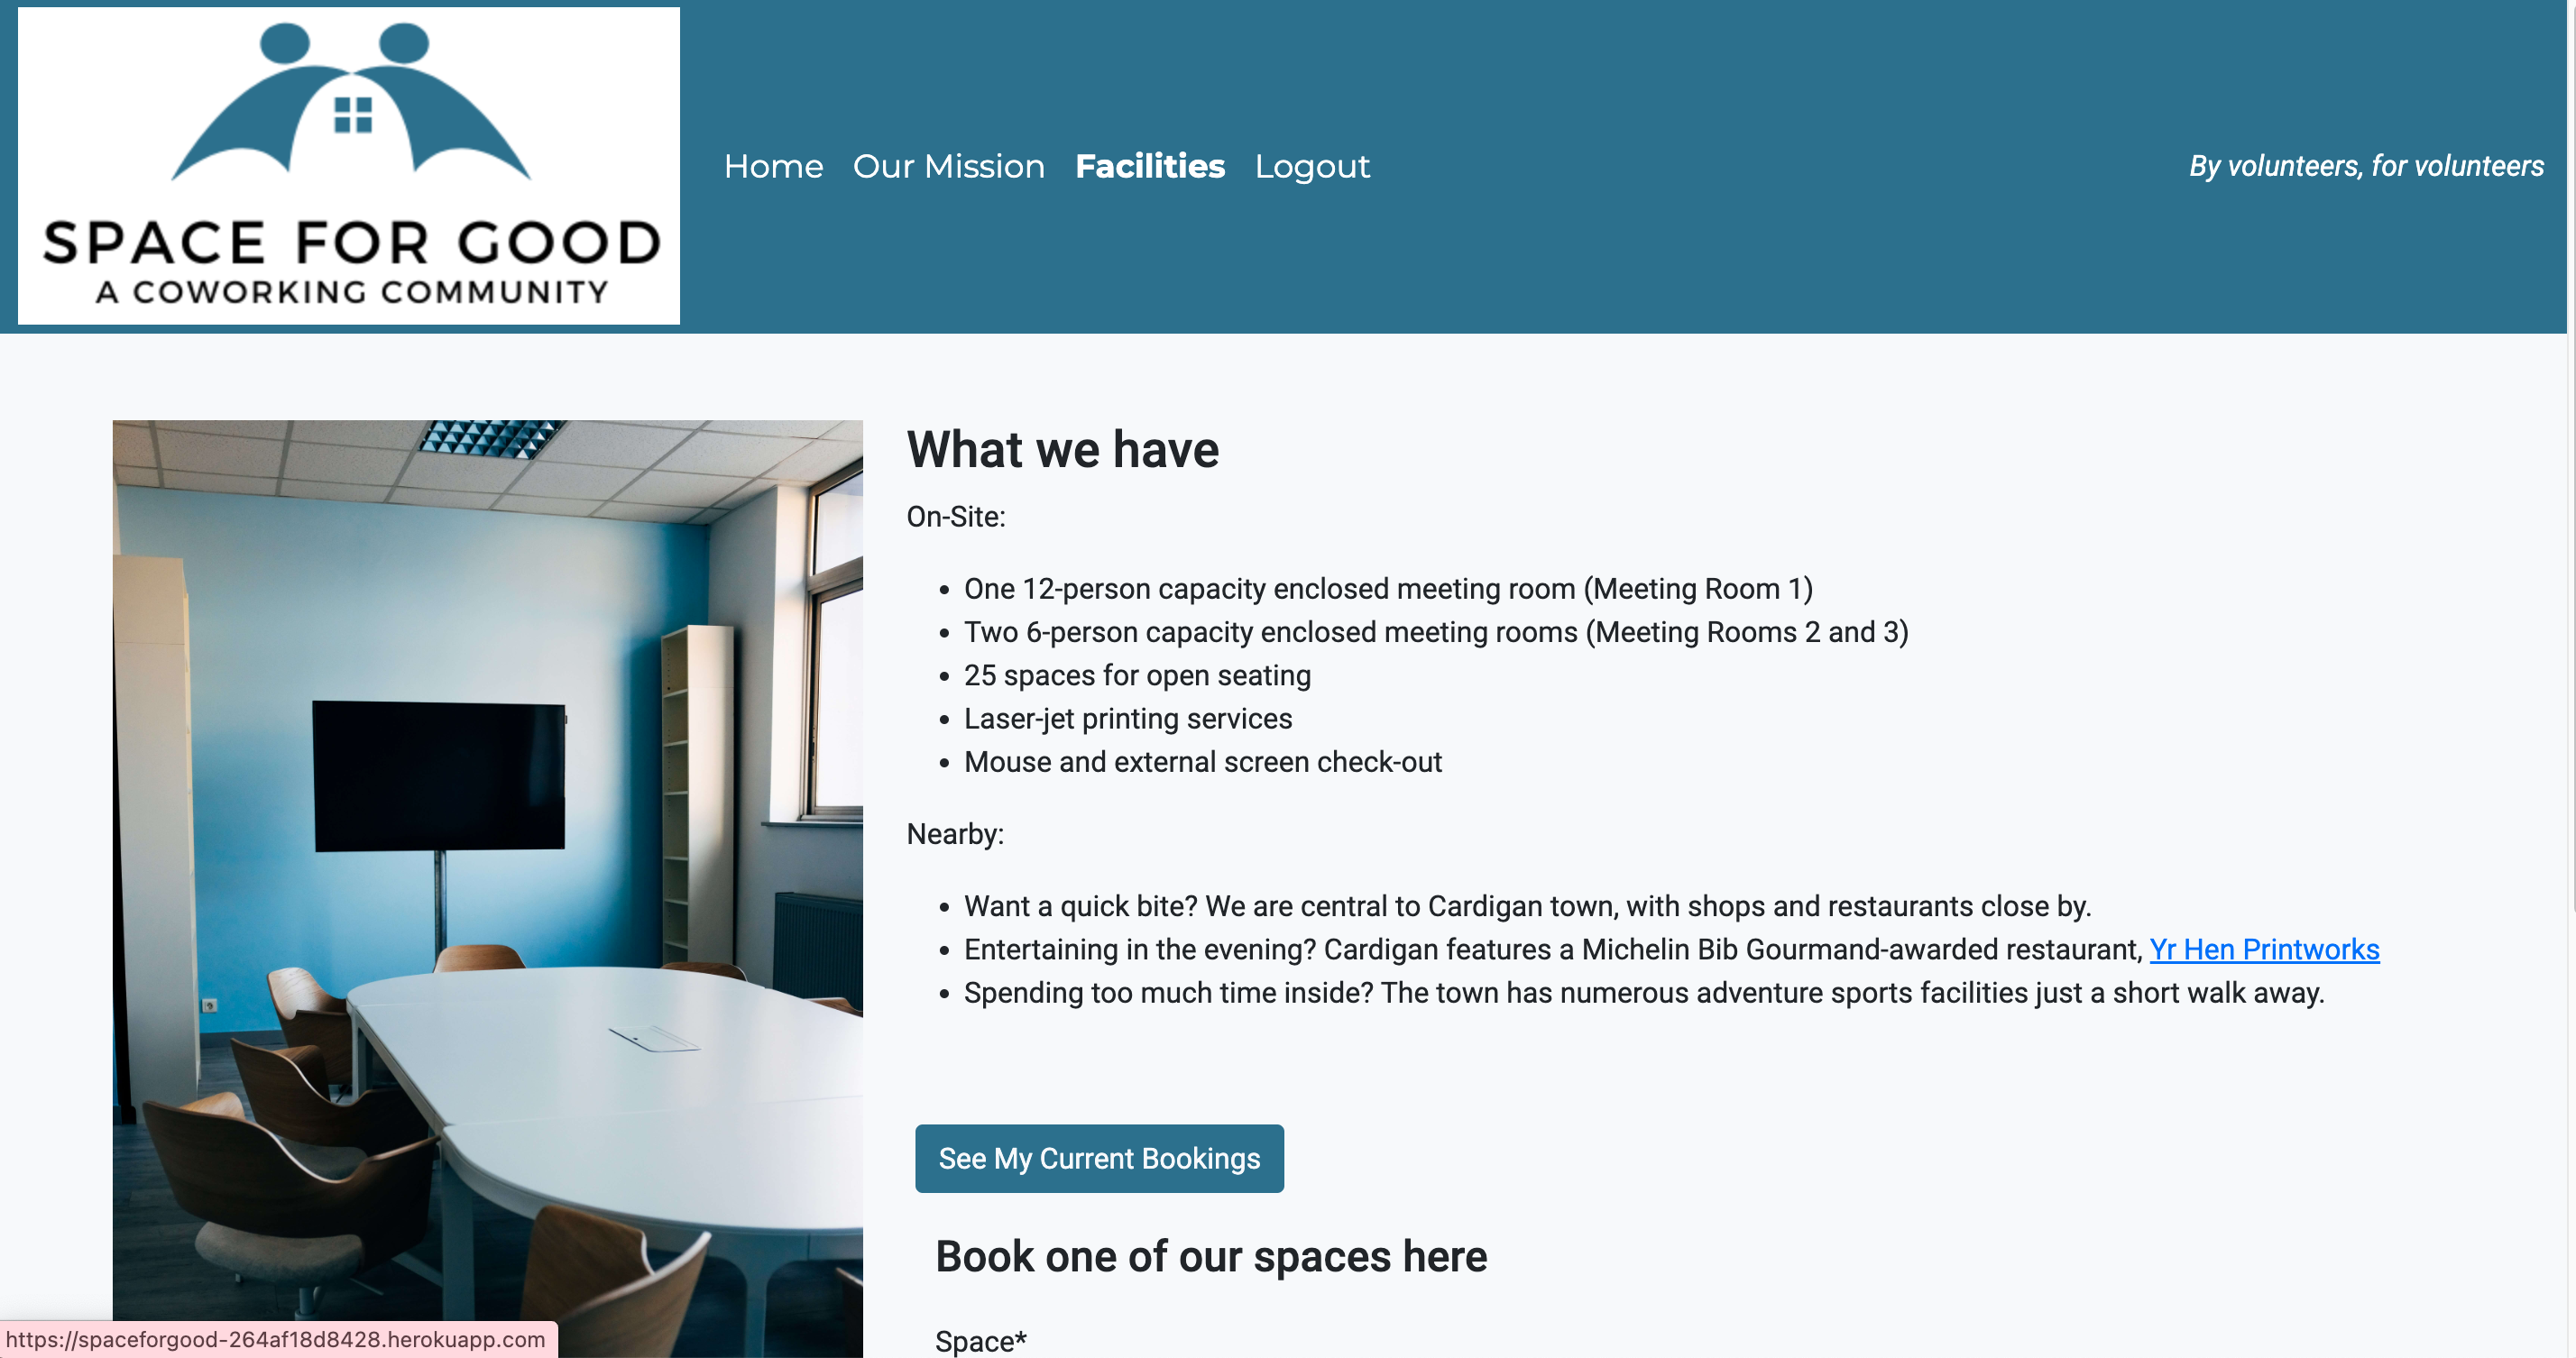 SPACE FOR GOOD
A COWORKING COMMUNITY
Home Our Mission Facilities Logout
By volunteers, for volunteers
What we have
On-Site:
• One 12-person capacity enclosed meeting room (Meeting Room 1)
• Two 6-person capacity enclosed meeting rooms (Meeting Rooms 2 and 3)
• 25 spaces for open seating
• Laser-jet printing services
• Mouse and external screen check-out
Nearby:
• Want a quick bite? We are central to Cardigan town, with shops and restaurants close by.
• Entertaining in the evening? Cardigan features a Michelin Bib Gourmand-awarded restaurant, Yr Hen Printworks
• Spending too much time inside? The town has numerous adventure sports facilities just a short walk away.
See My Current Bookings
Book one of our spaces here
Space*
https://spaceforgood-264af18d8428.herokuapp.com